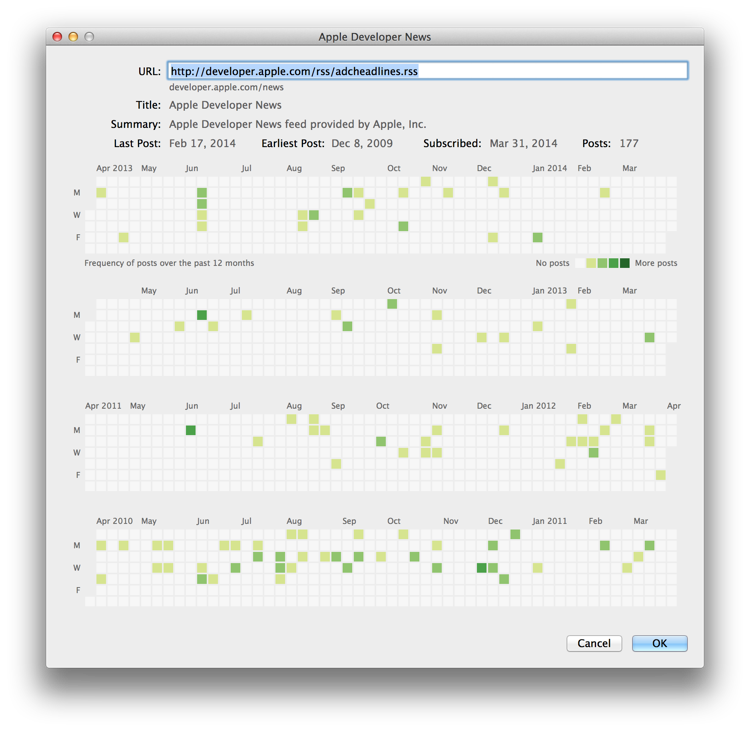 Apple Developer News
URL: http://developer.apple.com/rss/adcheadlines.rss
developer.apple.com/news
Title: Apple Developer News
Summary: Apple Developer News feed provided by Apple, Inc.
Last Post: Feb 17, 2014 Earliest Post: Dec 8, 2009 Subscribed: Mar 31, 2014 Posts: 177
Apr 2013 May Jun Jul Aug Sep Oct Nov Dec Jan 2014 Feb Mar
M
W
F
Frequency of posts over the past 12 months No posts More posts
May Jun Jul Aug Sep Oct Nov Dec Jan 2013 Feb Mar
M
W
F
Apr 2011 May Jun Jul Aug Sep Oct Nov Dec Jan 2012 Feb Mar Apr
M
W
F
Apr 2010 May Jun Jul Aug Sep Oct Nov Dec Jan 2011 Feb Mar
M
W
F
Cancel OK